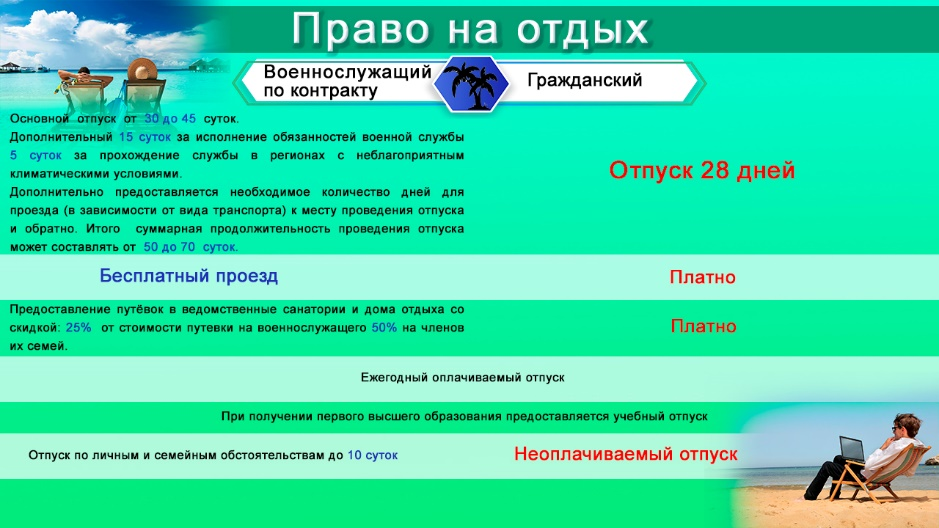 Право на отдых
Военнослужащий
по контракту
Гражданский
Основной отпуск от 30 до 45 суток.
Дополнительный 15 суток за исполнение обязанностей военной службы
5 суток за прохождение службы в регионах с неблагоприятным
климатическими условиями.
Дополнительно предоставляется необходимое количество дней для
проезда (в зависимости от вида транспорта) к месту проведения отпуска
и обратно. Итого суммарная продолжительность проведения отпуска
может составлять от 50 до 70 суток.
Отпуск 28 дней
Бесплатный проезд
Платно
Предоставление путёвок в ведомственные санатории и дома отдыха со
скидкой: 25% от стоимости путевки на военнослужащего 50% на членов
их семей.
Платно
Ежегодный оплачиваемый отпуск
При получении первого высшего образования предоставляется учебный отпуск
Отпуск по личным и семейным обстоятельствам до 10 суток
Неоплачиваемый отпуск